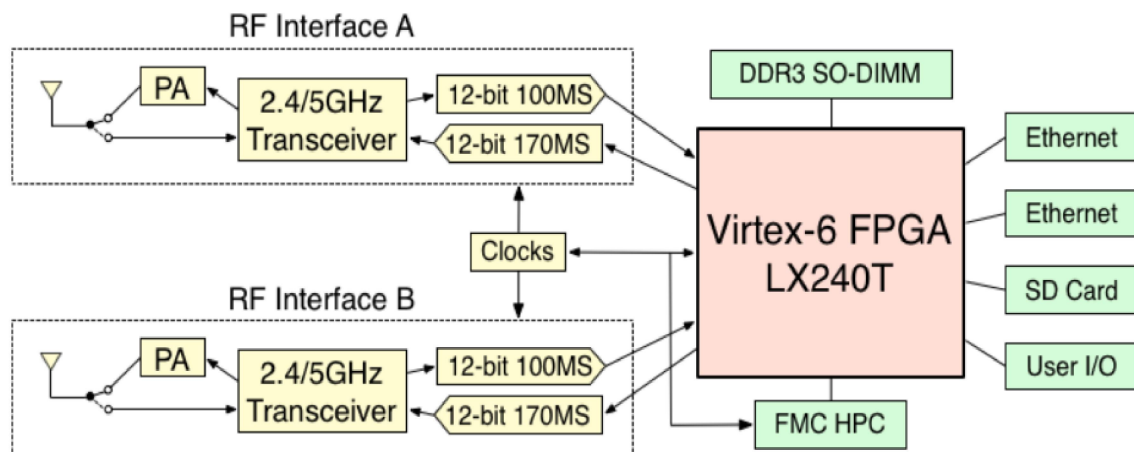 RF Interface A
PA
2.4/5GHz
Transceiver
12-bit 100MS
12-bit 170MS
DDR3 SO-DIMM
Ethernet
Ethernet
Virtex-6 FPGA
LX240T
SD Card
User I/O
FMC HPC
Clocks
RF Interface B
PA
2.4/5GHz
Transceiver
12-bit 100MS
12-bit 170MS